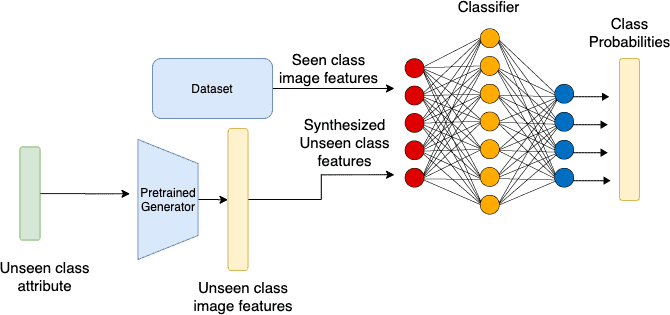 Classifier
Class
Probabilities
Seen class
image features
Dataset
Synthesized
Unseen class
features
Pretrained
Generator
Unseen class
attribute
Unseen class
image features